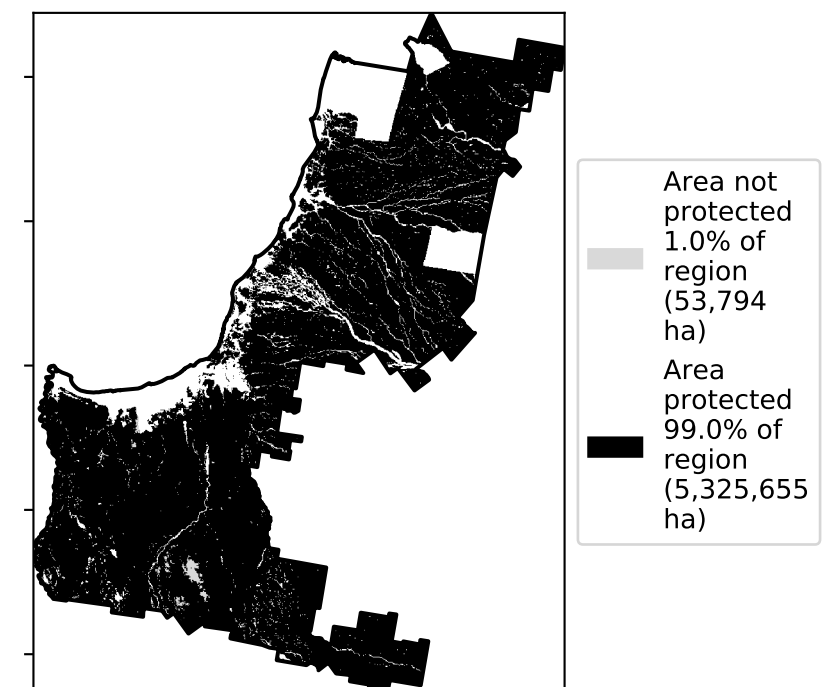 Area not
protected
1.0% of
region
(53,794
ha)
Area
protected
99.0% of
region
(5,325,655
ha)